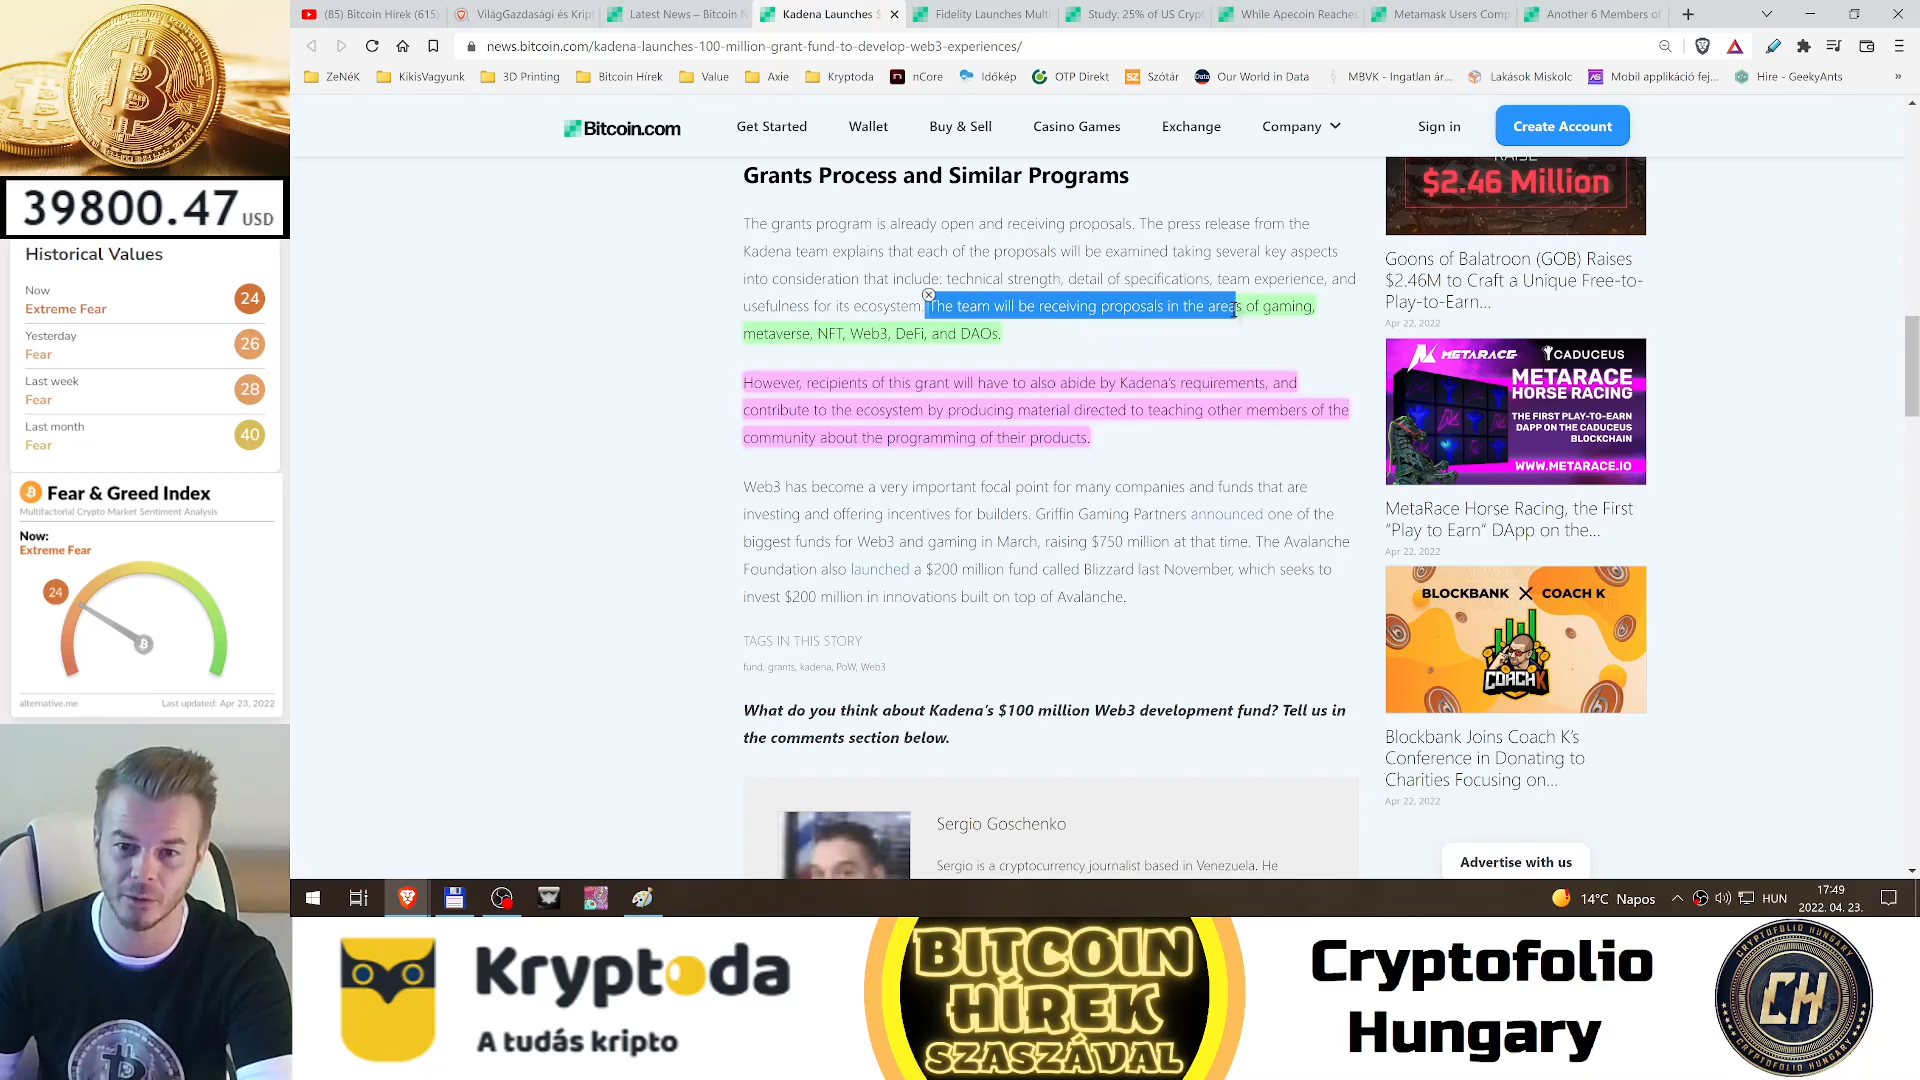 (85) Bitcoin Hírek (615)
VilágGazdasági és Kript
Latest News – Bitcoin N
Kadena Launches $
Fidelity Launches Multi
Study: 25% of US Crypt
While Apecoin Reaches
Metamask Users Comp
Another 6 Members of
news.bitcoin.com/kadena-launches-100-million-grant-fund-to-develop-web3-experiences/
ZeNéK
KikisVagyunk
3D Printing
Bitcoin Hírek
Value
Axie
Kryptoda
nCore
Időkép
OTP Direkt
Szótár
Our World in Data
MBVK - Ingatlan ár...
Lakások Miskolc
Mobil applikáció fej...
Hire - GeekyAnts
Bitcoin.com
Get Started
Wallet
Buy & Sell
Casino Games
Exchange
Company
Sign in
Create Account
39800.47 USD
Historical Values
Now
Extreme Fear
24
Yesterday
Fear
26
Last week
Fear
28
Last month
Fear
40
Fear & Greed Index
Multifactorial Crypto Market Sentiment Analysis
Now:
Extreme Fear
24
alternative.me
Last updated: Apr 23, 2022
Grants Process and Similar Programs
The grants program is already open and receiving proposals. The press release from the
Kadena team explains that each of the proposals will be examined taking several key aspects
into consideration that include: technical strength, detail of specifications, team experience, and
usefulness for its ecosystem. The team will be receiving proposals in the areas of gaming,
metaverse, NFT, Web3, DeFi, and DAOs.
However, recipients of this grant will have to also abide by Kadena's requirements, and
contribute to the ecosystem by producing material directed to teaching other members of the
community about the programming of their products.
Web3 has become a very important focal point for many companies and funds that are
investing and offering incentives for builders. Griffin Gaming Partners announced one of the
biggest funds for Web3 and gaming in March, raising $750 million at that time. The Avalanche
Foundation also launched a $200 million fund called Blizzard last November, which seeks to
invest $200 million in innovations built on top of Avalanche.
TAGS IN THIS STORY
fund, grants, kadena, PoW, Web3
What do you think about Kadena's $100 million Web3 development fund? Tell us in
the comments section below.
Sergio Goschenko
Sergio is a cryptocurrency journalist based in Venezuela. He
RAISE
$2.46 Million
Goons of Balatroon (GOB) Raises
$2.46M to Craft a Unique Free-to-
Play-to-Earn...
Apr 22, 2022
METARACE
CADUCEUS
METARACE
HORSE RACING
THE FIRST PLAY-TO-EARN
DAPP ON THE CADUCEUS
BLOCKCHAIN
WWW.METARACE.IO
MetaRace Horse Racing, the First
“Play to Earn” DApp on the...
Apr 22, 2022
BLOCKBANK X COACH K
COACH K
Blockbank Joins Coach K's
Conference in Donating to
Charities Focusing on...
Apr 22, 2022
Advertise with us
14°C Napos
HUN
17:49
2022. 04. 23.
Kryptoda
A tudás kripto
BITCOIN
HÍREK
SZASZÁVAL
Cryptofolio
Hungary
CRYPTOFOLIO HUNGARY
CH
CRYPTOFOLIO HUNGARY